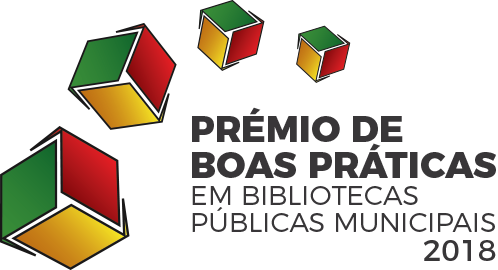 PRÉMIO DE
BOAS PRÁTICAS
EM BIBLIOTECAS
PÚBLICAS MUNICIPAIS
2018